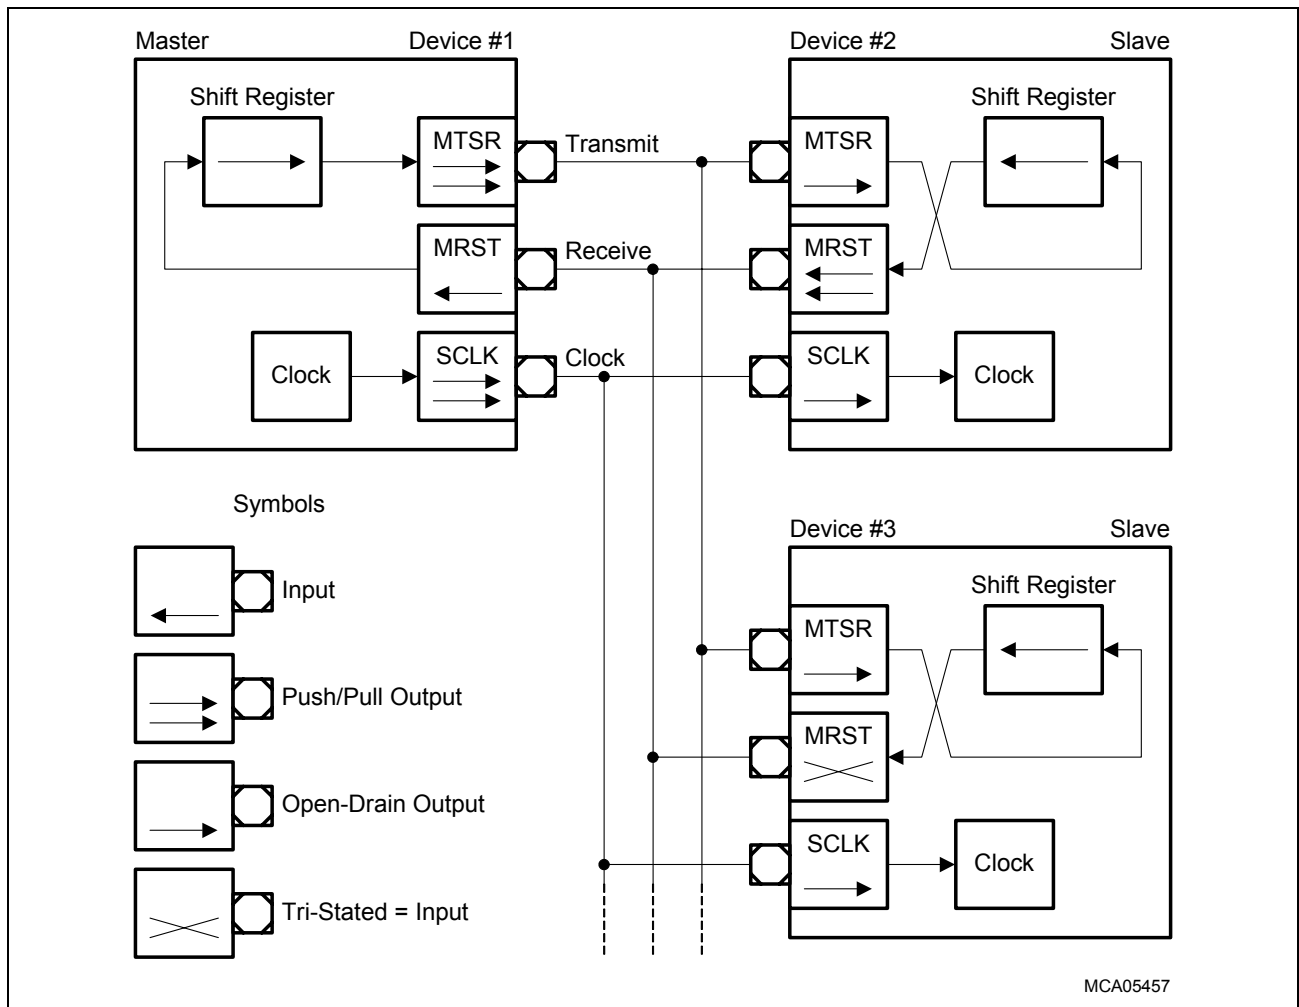 Master
Device #1
Shift Register
MTSR
MRST
Clock
SCLK
Transmit
Receive
Clock
Device #2
Slave
Shift Register
MTSR
MRST
SCLK
Clock
Symbols
Input
Push/Pull Output
Open-Drain Output
Tri-Stated = Input
Device #3
Slave
Shift Register
MTSR
MRST
SCLK
Clock
MCA05457